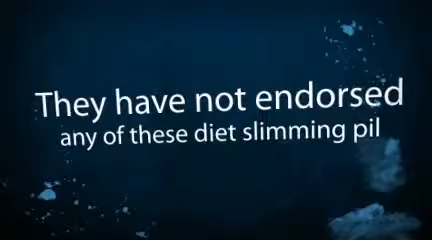 They have not endorsed
any of these diet slimming pil